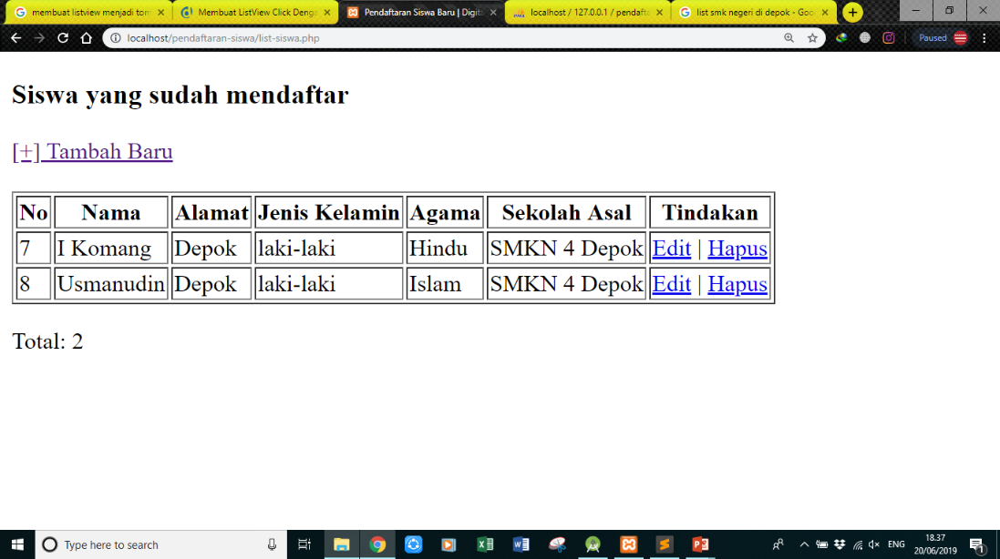 membuat listview menjadi tom
Membuat ListView Click Denga
Pendaftaran Siswa Baru | Digita
localhost / 127.0.0.1 / pendafta
list smk negeri di depok - Goo
localhost/pendaftaran-siswa/list-siswa.php
Paused
Siswa yang sudah mendaftar
[+] Tambah Baru
No Nama Alamat Jenis Kelamin Agama Sekolah Asal Tindakan
7 I Komang Depok laki-laki Hindu SMKN 4 Depok Edit | Hapus
8 Usmanudin Depok laki-laki Islam SMKN 4 Depok Edit | Hapus
Total: 2
Type here to search
ENG
18.37
20/06/2019
1